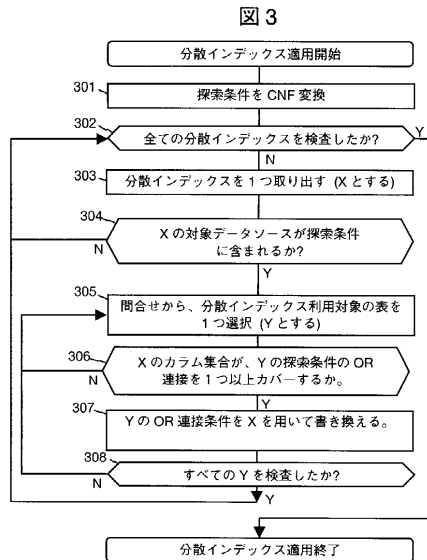 図3
分散インデックス適用開始
301
探索条件を CNF 変換
302
全ての分散インデックスを検査したか?
Y
N
303
分散インデックスを1つ取り出す (X とする)
304
X の対象データソースが探索条件
に含まれるか?
N
Y
305
問合せから、分散インデックス利用対象の表を
1つ選択 (Y とする)
306
X のカラム集合が、Y の探索条件の OR
連接を1つ以上カバーするか。
N
Y
307
Y の OR 連接条件を X を用いて書き換える。
308
すべての Y を検査したか?
N
Y
分散インデックス適用終了